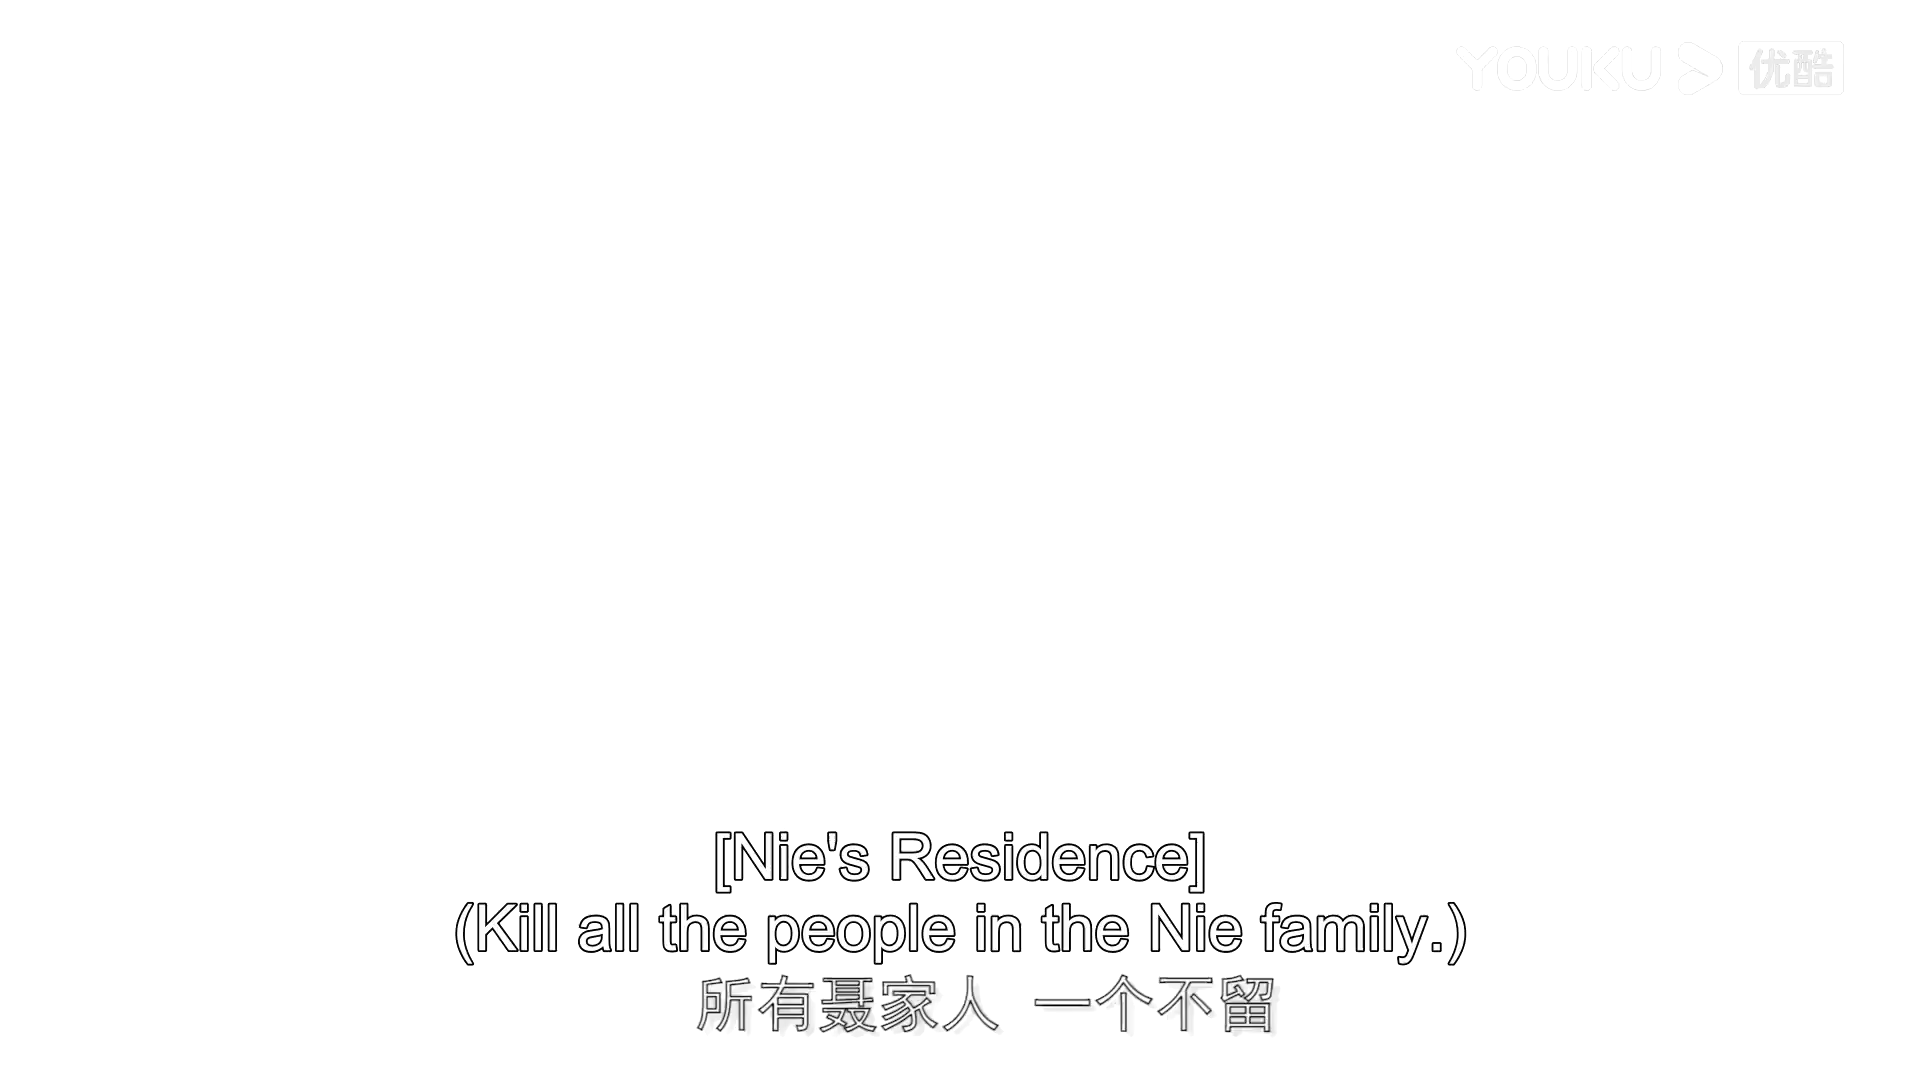 YOUKU 优酷
[Nie's Residence]
(Kill all the people in the Nie family.)
所有聂家人 一个不留